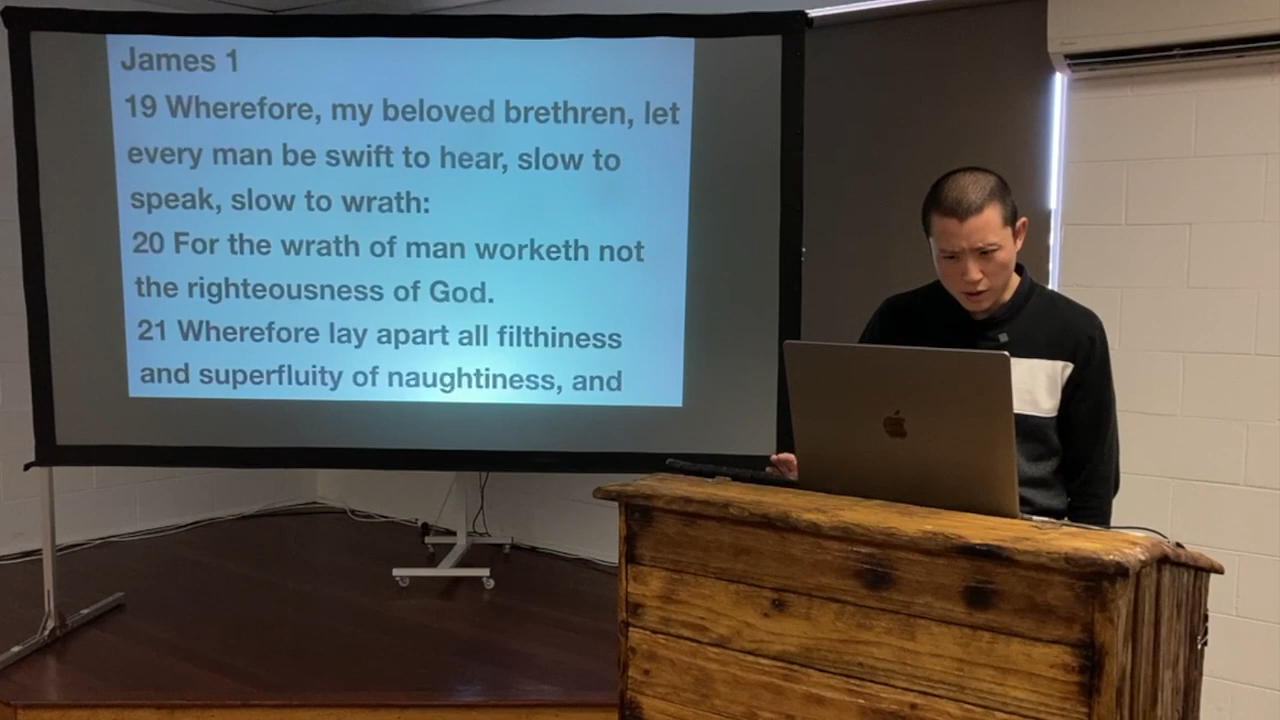 James 1
19 Wherefore, my beloved brethren, let
every man be swift to hear, slow to
speak, slow to wrath:
20 For the wrath of man worketh not
the righteousness of God.
21 Wherefore lay apart all filthiness
and superfluity of naughtiness, and